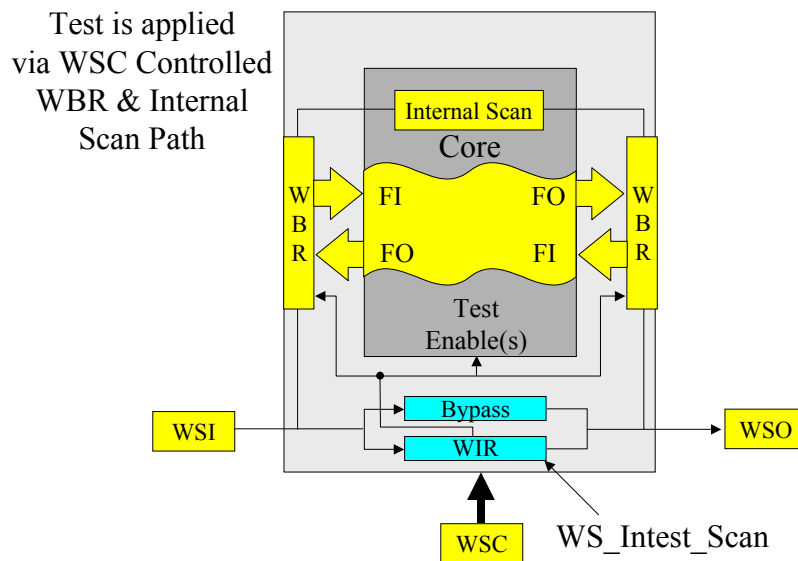 Test is applied
via WSC Controlled
WBR & Internal
Scan Path
Internal Scan
Core
W
B
R
FI
FO
FO
FI
W
B
R
Test
Enable(s)
Bypass
WIR
WSI
WSO
WSC
WS_Intest_Scan